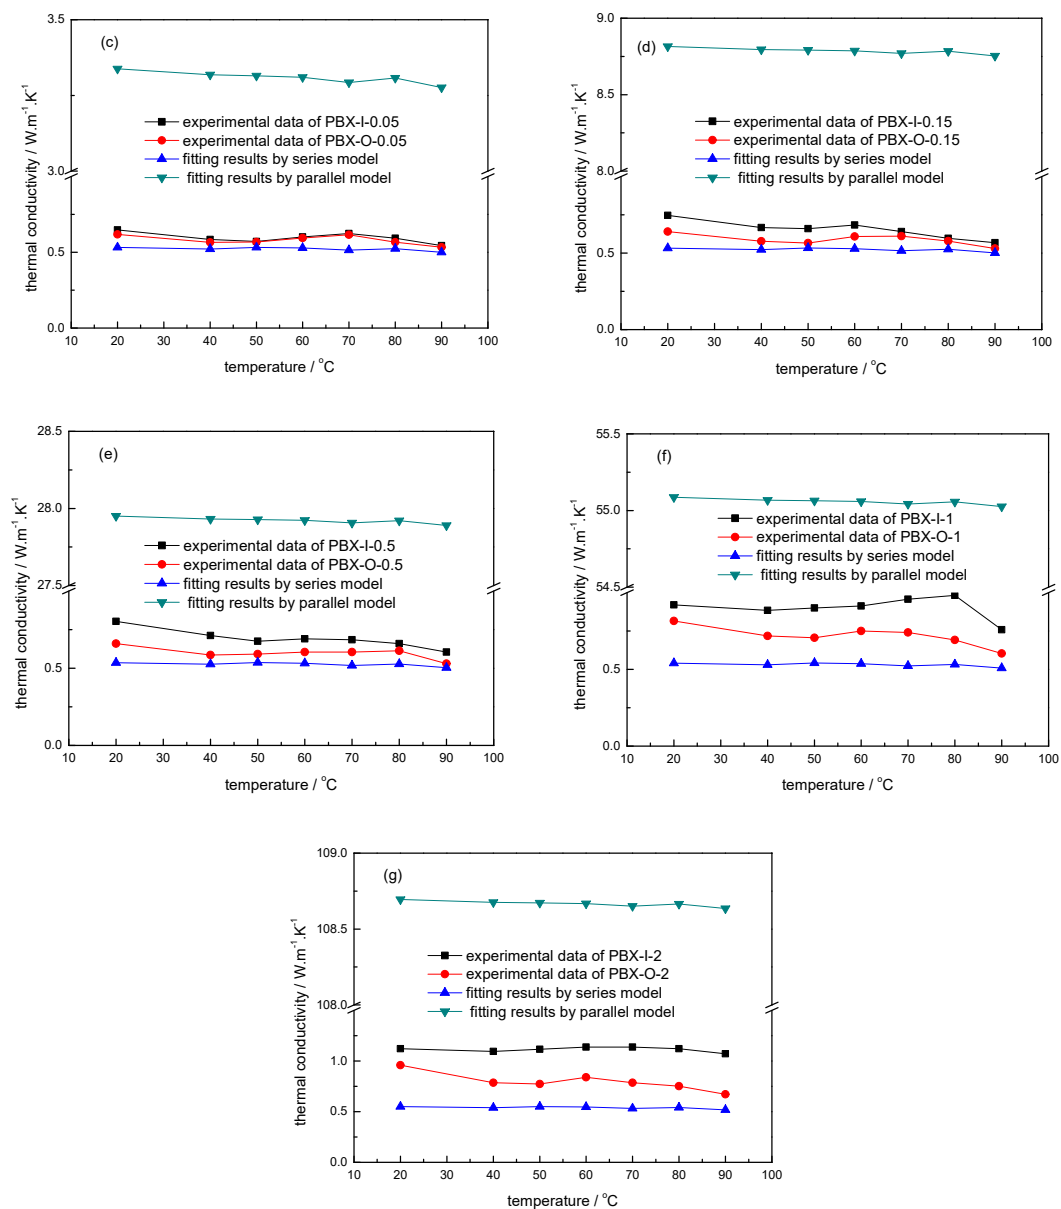 (c)
3.5
3.0
0.5
0.0
thermal conductivity / W.m⁻¹.K⁻¹
experimental data of PBX-I-0.05
experimental data of PBX-O-0.05
fitting results by series model
fitting results by parallel model
10 20 30 40 50 60 70 80 90 100
temperature / °C
(d)
9.0
8.5
8.0
0.5
0.0
thermal conductivity / W.m⁻¹.K⁻¹
experimental data of PBX-I-0.15
experimental data of PBX-O-0.15
fitting results by series model
fitting results by parallel model
10 20 30 40 50 60 70 80 90 100
temperature / °C
(e)
28.5
28.0
27.5
0.5
0.0
thermal conductivity / W.m⁻¹.K⁻¹
experimental data of PBX-I-0.5
experimental data of PBX-O-0.5
fitting results by series model
fitting results by parallel model
10 20 30 40 50 60 70 80 90 100
temperature / °C
(f)
55.5
55.0
54.5
0.5
0.0
thermal conductivity / W.m⁻¹.K⁻¹
experimental data of PBX-I-1
experimental data of PBX-O-1
fitting results by series model
fitting results by parallel model
10 20 30 40 50 60 70 80 90 100
temperature / °C
(g)
109.0
108.5
108.0
1.0
0.5
0.0
thermal conductivity / W.m⁻¹.K⁻¹
experimental data of PBX-I-2
experimental data of PBX-O-2
fitting results by series model
fitting results by parallel model
10 20 30 40 50 60 70 80 90 100
temperature / °C